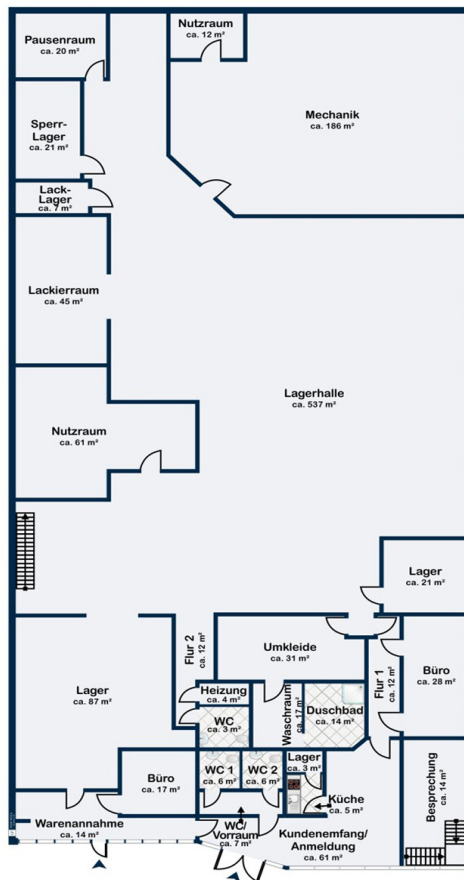 Pausenraum
ca. 20 m²
Nutzraum
ca. 12 m²
Mechanik
ca. 186 m²
Sperr-
Lager
ca. 21 m²
Lack-
Lager
ca. 7 m²
Lackierraum
ca. 45 m²
Lagerhalle
ca. 537 m²
Nutzraum
ca. 61 m²
Lager
ca. 21 m²
Flur 2
ca. 12 m²
Umkleide
ca. 31 m²
Flur 1
ca. 12 m²
Büro
ca. 28 m²
Lager
ca. 87 m²
Heizung
ca. 4 m²
WC
ca. 3 m²
Waschraum
ca. 17 m²
Duschbad
ca. 14 m²
Büro
ca. 17 m²
WC 1
ca. 6 m²
WC 2
ca. 6 m²
Lager
ca. 3 m²
Küche
ca. 5 m²
Besprechung
ca. 14 m²
Warenannahme
ca. 14 m²
WC/
Vorraum
ca. 7 m²
Kundenemfang/
Anmeldung
ca. 61 m²